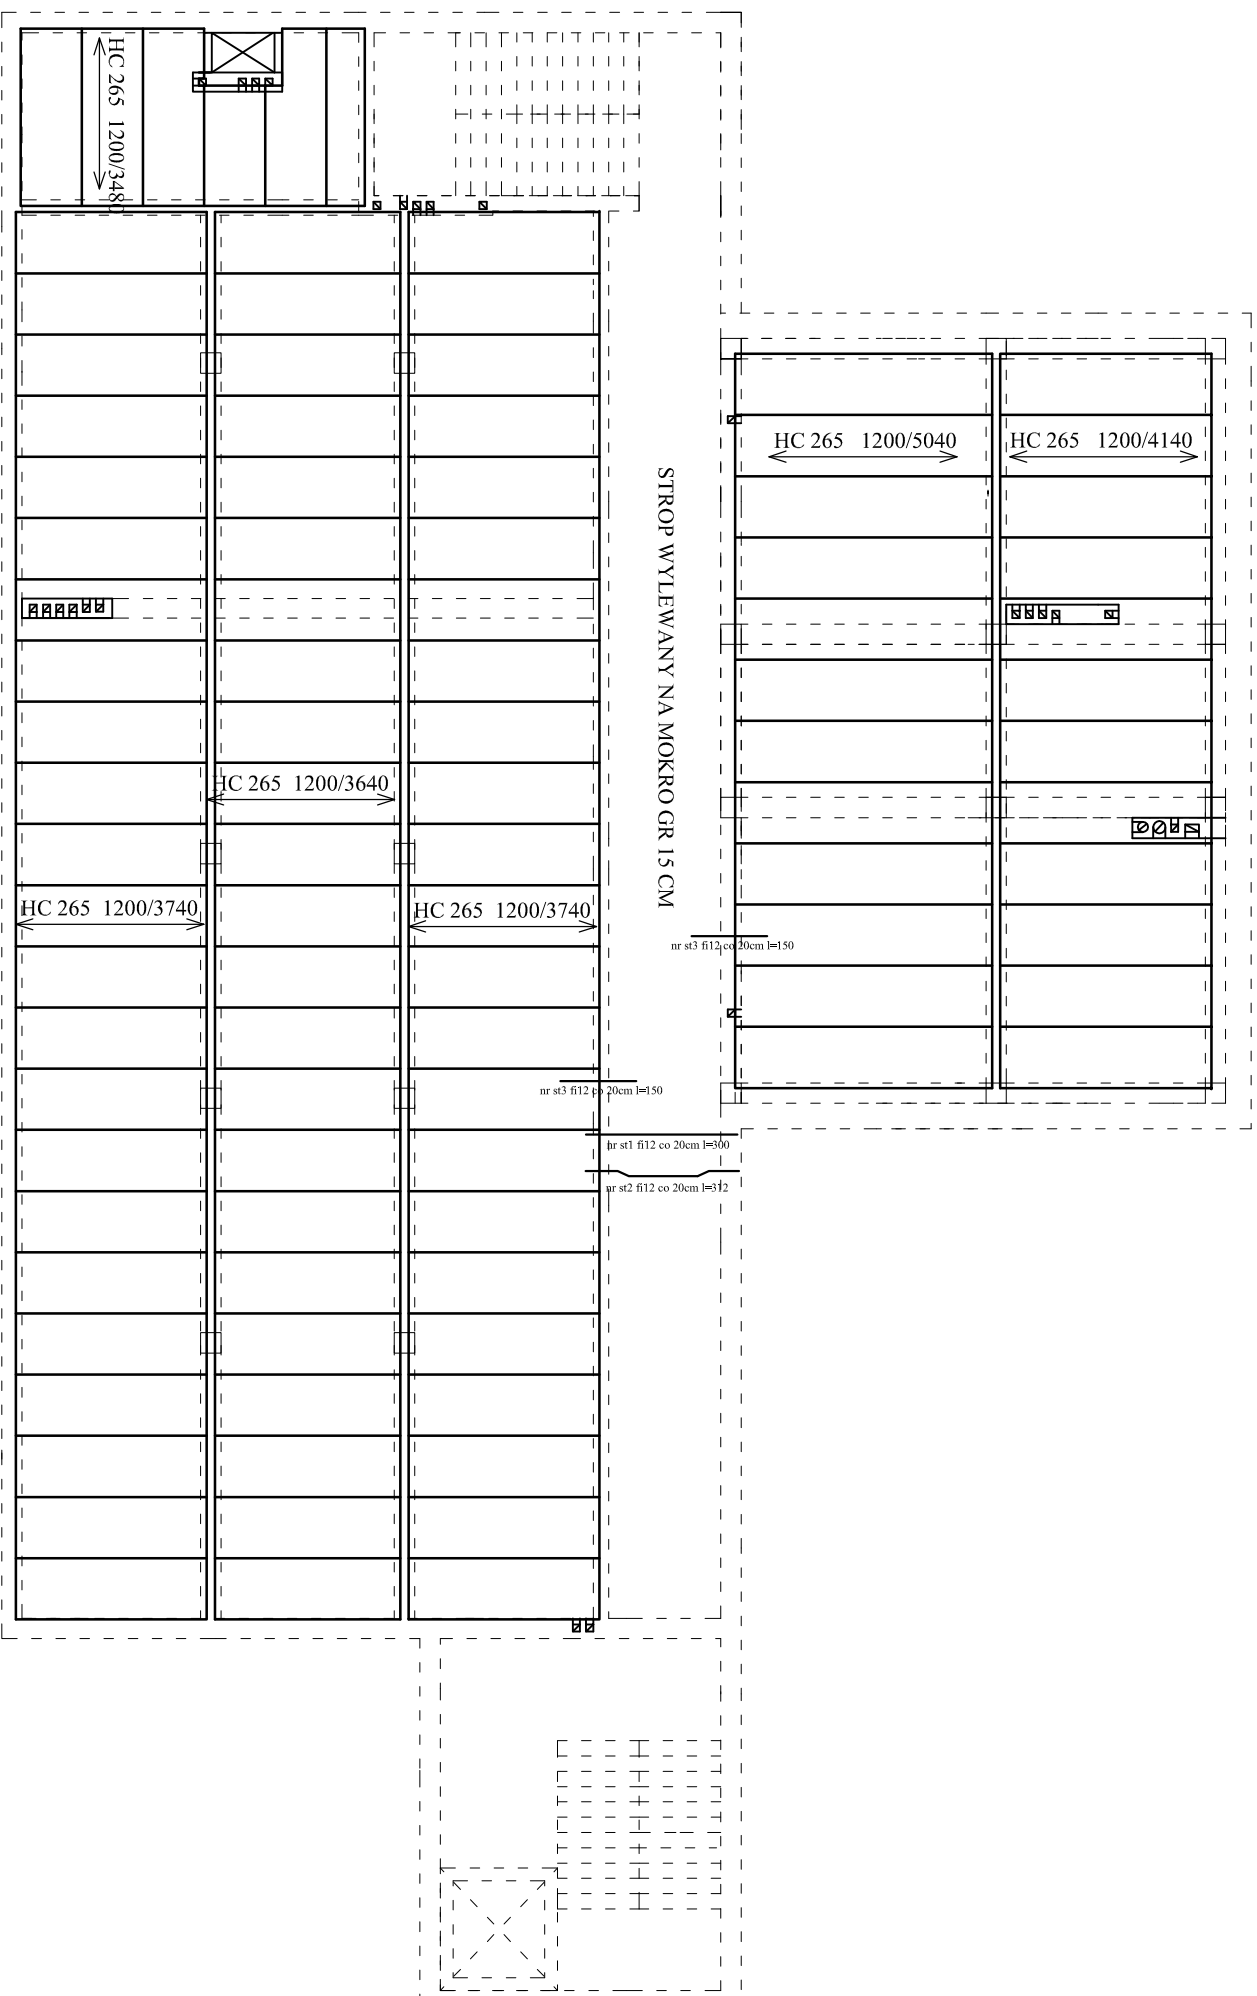 HC 265 1200/3480
HC 265 1200/5040
HC 265 1200/4140
STROP WYLEWANY NA MOKRO GR 15 CM
HC 265 1200/3640
HC 265 1200/3740
HC 265 1200/3740
nr st3 fi12 co 20cm l=150
nr st3 fi12 co 20cm l=150
nr st1 fi12 co 20cm l=300
nr st2 fi12 co 20cm l=312